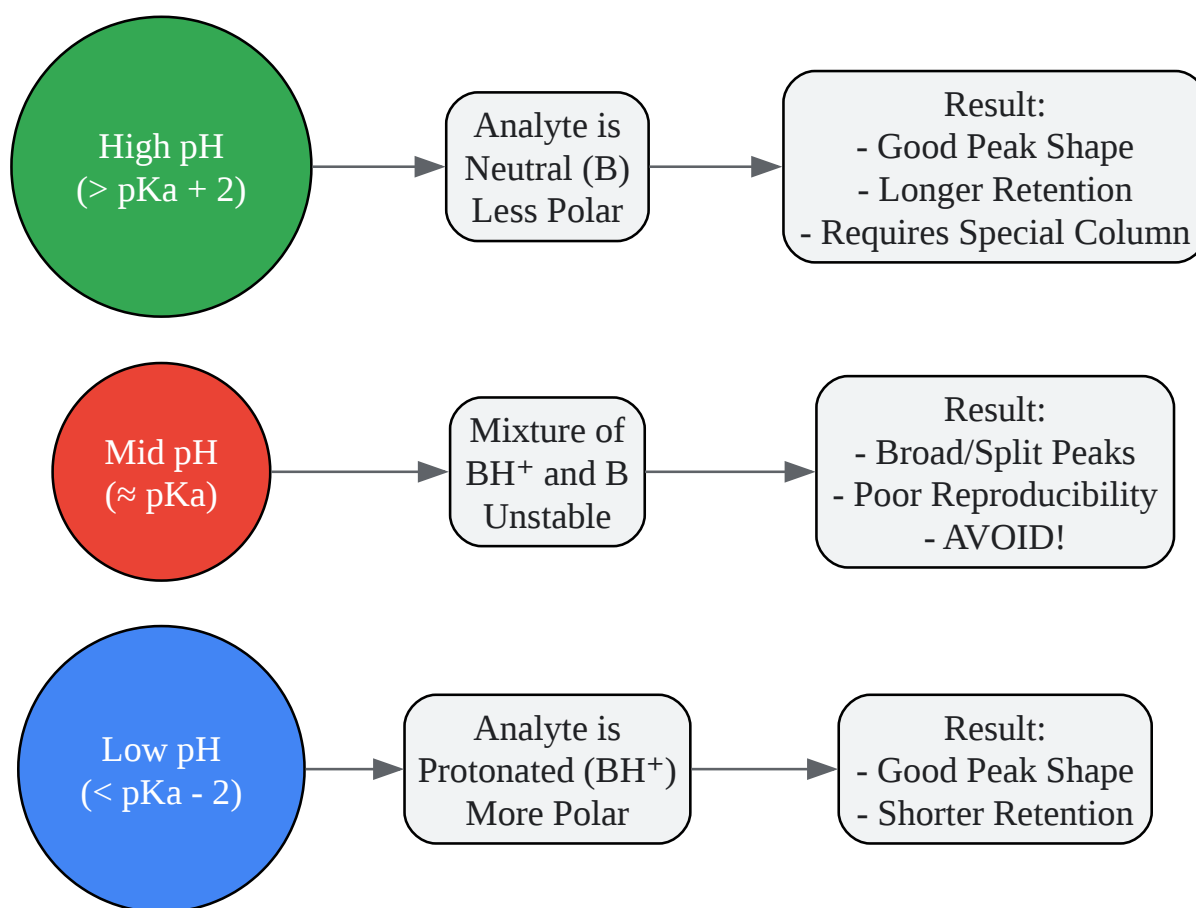 High pH
(> pKa + 2)
Analyte is
Neutral (B)
Less Polar
Result:
- Good Peak Shape
- Longer Retention
- Requires Special Column
Mid pH
(≈ pKa)
Mixture of
BH⁺ and B
Unstable
Result:
- Broad/Split Peaks
- Poor Reproducibility
- AVOID!
Low pH
(< pKa - 2)
Analyte is
Protonated (BH⁺)
More Polar
Result:
- Good Peak Shape
- Shorter Retention